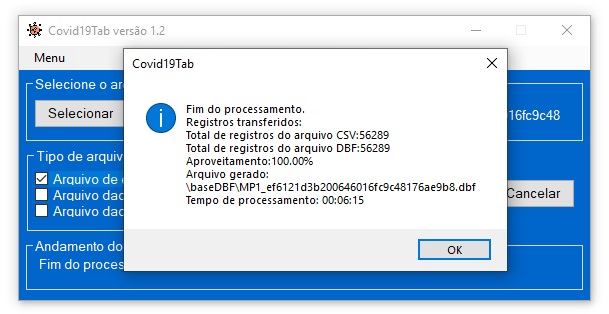 Covid19Tab versão 1.2
Menu
Selecione o
Selecionar
16fc9c48
Tipo de arquiv
Arquivo de
Arquivo dad
Arquivo dad
Cancelar
Andamento do
Fim do proces
Covid19Tab
Fim do processamento.
Registros transferidos:
Total de registros do arquivo CSV:56289
Total de registros do arquivo DBF:56289
Aproveitamento:100.00%
Arquivo gerado:
\baseDBF\MP1_ef6121d3b200646016fc9c48176ae9b8.dbf
Tempo de processamento: 00:06:15
OK